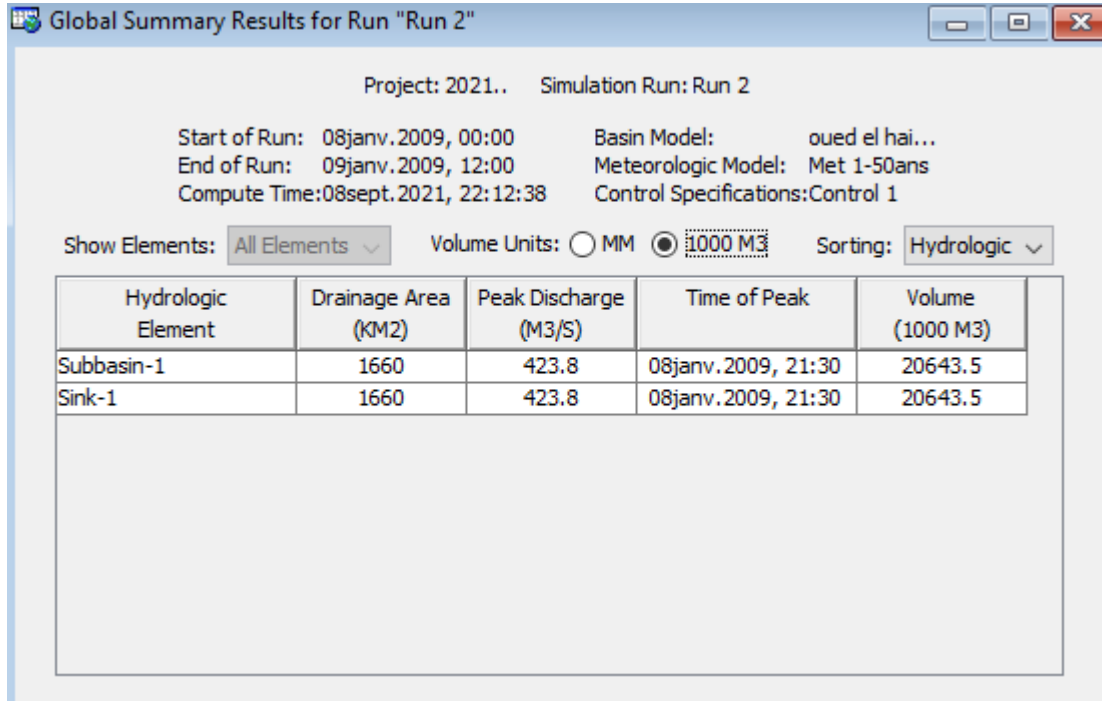 Global Summary Results for Run "Run 2"
Project: 2021.. Simulation Run: Run 2
Start of Run: 08janv.2009, 00:00 Basin Model: oued el hai...
End of Run: 09janv.2009, 12:00 Meteorologic Model: Met 1-50ans
Compute Time:08sept.2021, 22:12:38 Control Specifications:Control 1
Show Elements: All Elements Volume Units: MM 1000 M3 Sorting: Hydrologic
Hydrologic Drainage Area Peak Discharge Time of Peak Volume
Element (KM2) (M3/S) (1000 M3)
Subbasin-1 1660 423.8 08janv.2009, 21:30 20643.5
Sink-1 1660 423.8 08janv.2009, 21:30 20643.5